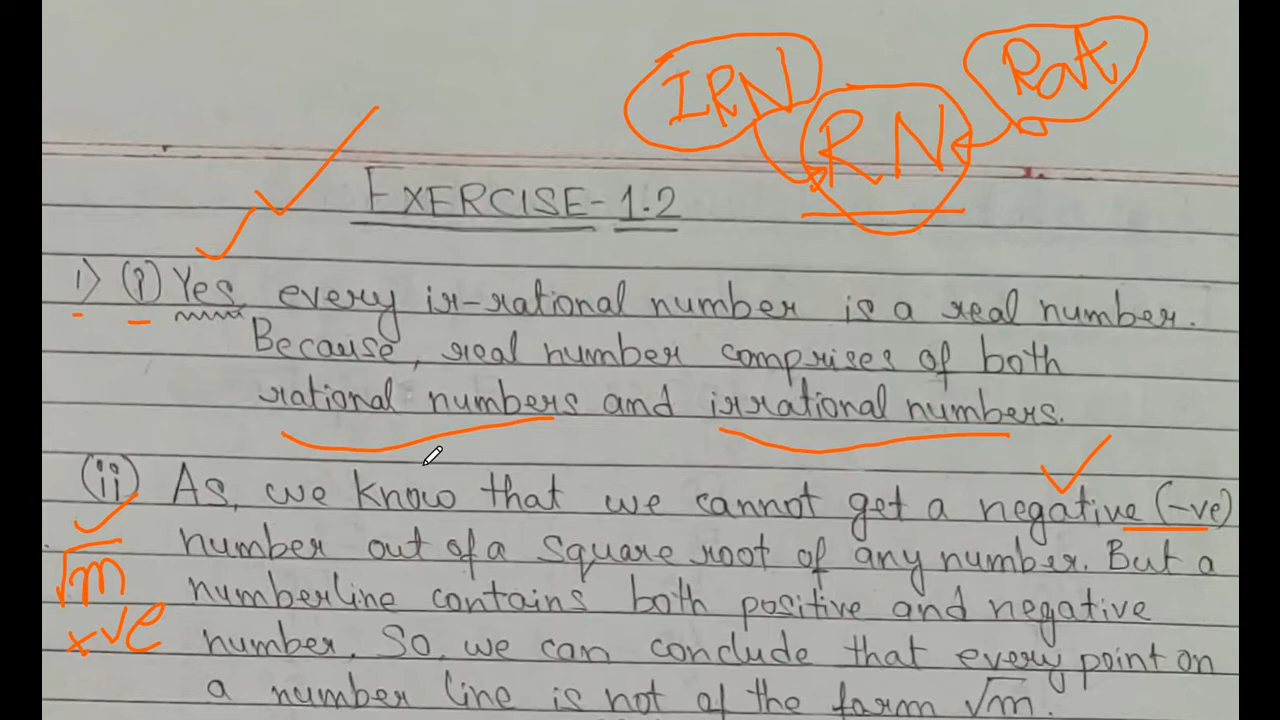 IRN
RN
Rat
EXERCISE-1.2
1) (i) Yes, every ir-rational number is a real number.
Because, real number comprises of both
rational numbers and irrational numbers.
(ii) As, we know that we cannot get a negative (-ve)
number out of a square root of any number. But a
numberline contains both positive and negative
number. So, we can conclude that every point on
a number line is not of the farm √m.
√m
+ve